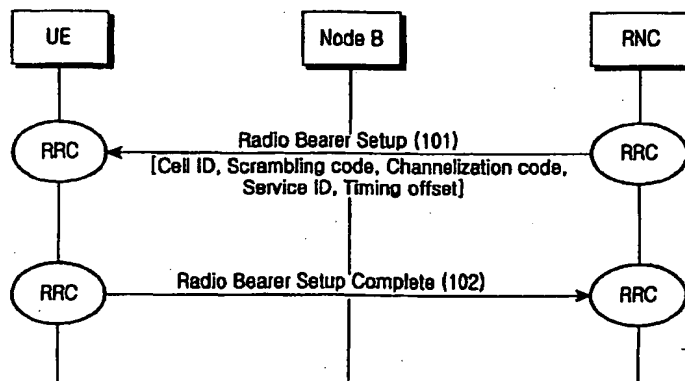 UE
Node B
RNC
Radio Bearer Setup (101)
RRC
RRC
[Cell ID, Scrambling code, Channelization code,
Service ID, Timing offset]
Radio Bearer Setup Complete (102)
RRC
RRC